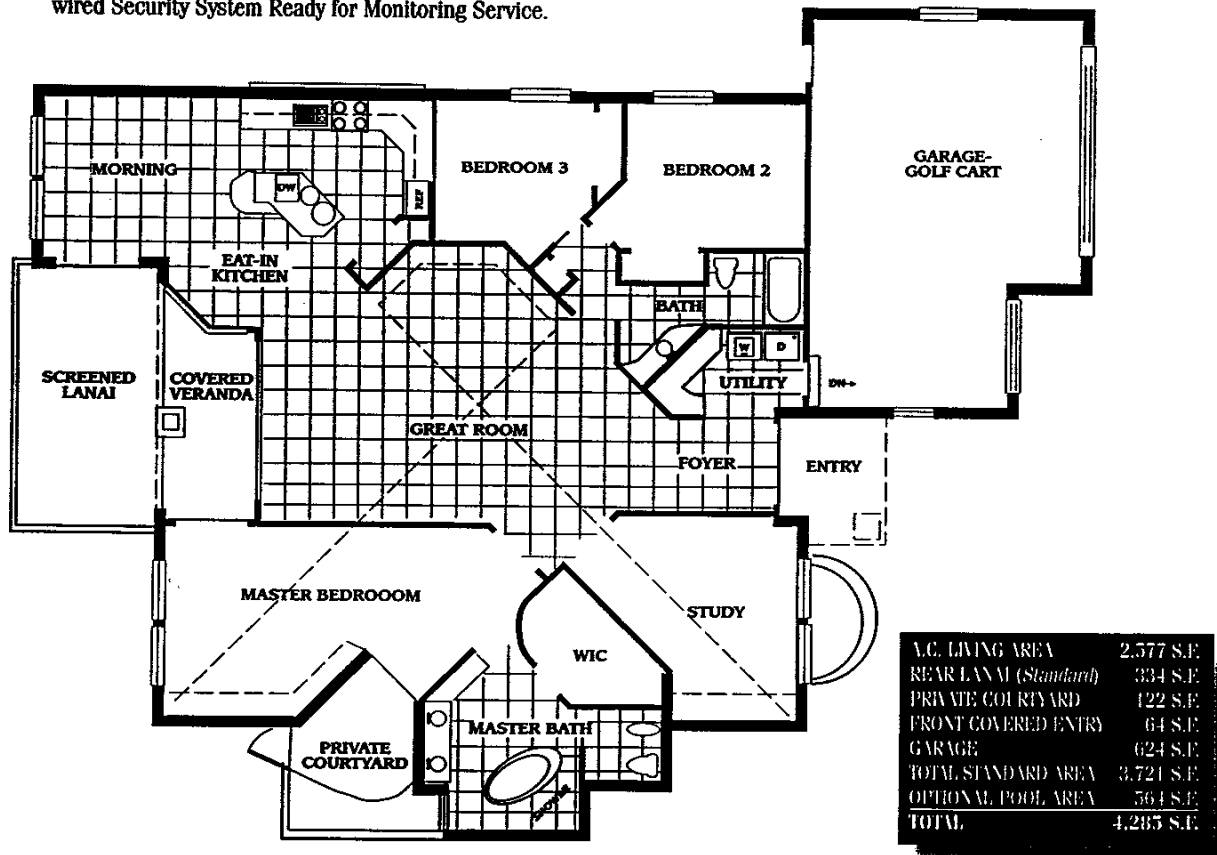 wired Security System Ready for Monitoring Service.
MORNING
BEDROOM 3
BEDROOM 2
GARAGE-
GOLF CART
DW
REF
EAT-IN
KITCHEN
BATH
W
D
UTILITY
DN
SCREENED
LANAI
COVERED
VERANDA
GREAT ROOM
FOYER
ENTRY
MASTER BEDROOOM
STUDY
WIC
MASTER BATH
PRIVATE
COURTYARD
SHOWER
A.C. LIVING AREA 2,577 S.F.
REAR LANAI (Standard) 334 S.F.
PRIVATE COURTYARD 122 S.F.
FRONT COVERED ENTRY 64 S.F.
GARAGE 624 S.F.
TOTAL STANDARD AREA 3,721 S.F.
OPTIONAL POOL AREA 564 S.F.
TOTAL 4,285 S.F.